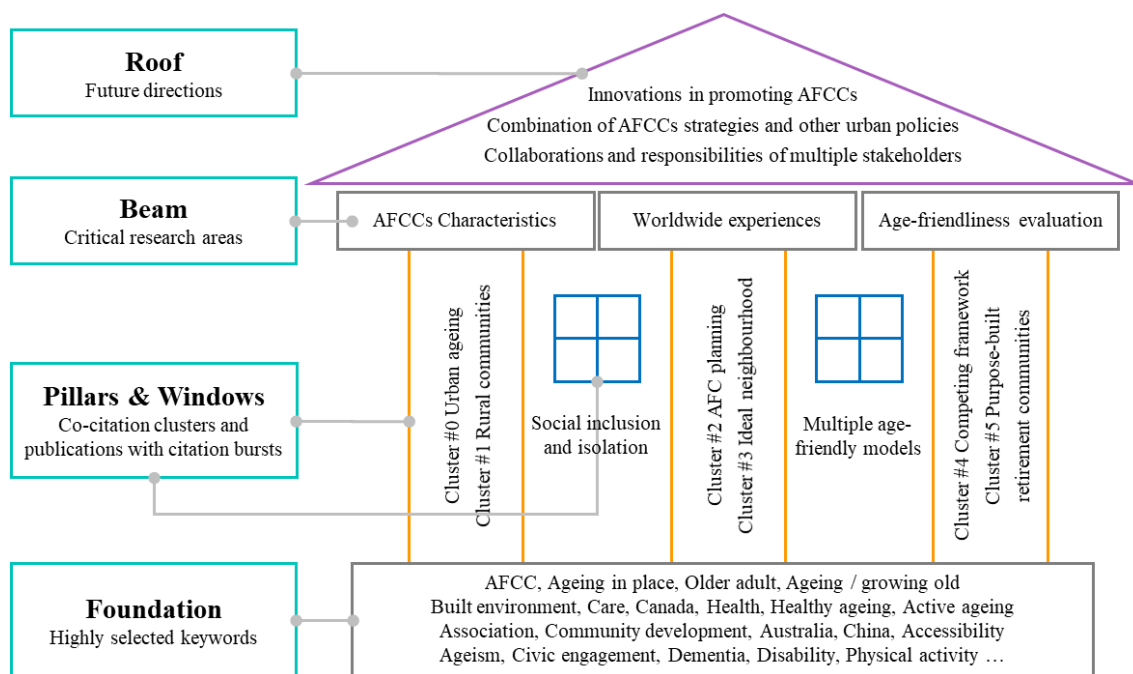 Roof
Future directions
Innovations in promoting AFCCs
Combination of AFCCs strategies and other urban policies
Collaborations and responsibilities of multiple stakeholders
Beam
Critical research areas
AFCCs Characteristics
Worldwide experiences
Age-friendliness evaluation
Pillars & Windows
Co-citation clusters and
publications with citation bursts
Cluster #0 Urban ageing
Cluster #1 Rural communities
Social inclusion
and isolation
Cluster #2 AFC planning
Cluster #3 Ideal neighbourhood
Multiple age-
friendly models
Cluster #4 Competing framework
Cluster #5 Purpose-built
retirement communities
Foundation
Highly selected keywords
AFCC, Ageing in place, Older adult, Ageing / growing old
Built environment, Care, Canada, Health, Healthy ageing, Active ageing
Association, Community development, Australia, China, Accessibility
Ageism, Civic engagement, Dementia, Disability, Physical activity …